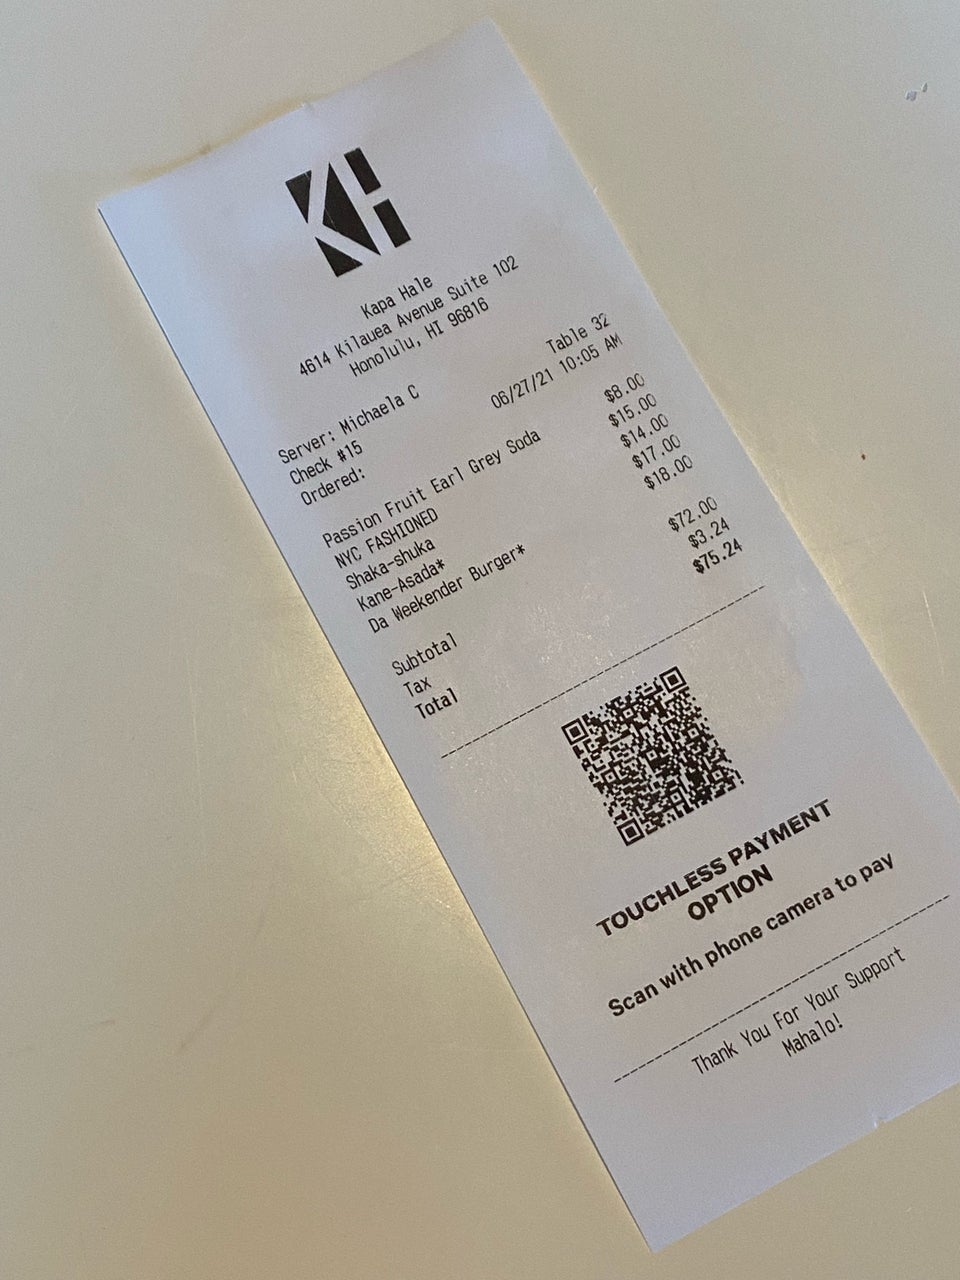 KH
Kapa Hale
4614 Kilauea Avenue Suite 102
Honolulu, HI 96816
Server: Michaela C
Check #15 Table 32
Ordered: 06/27/21 10:05 AM
Passion Fruit Earl Grey Soda $8.00
NYC FASHIONED $15.00
Shaka-shuka $14.00
Kane-Asada* $17.00
Da Weekender Burger* $18.00
Subtotal $72.00
Tax $3.24
Total $75.24
TOUCHLESS PAYMENT
OPTION
Scan with phone camera to pay
Thank You For Your Support
Mahalo!